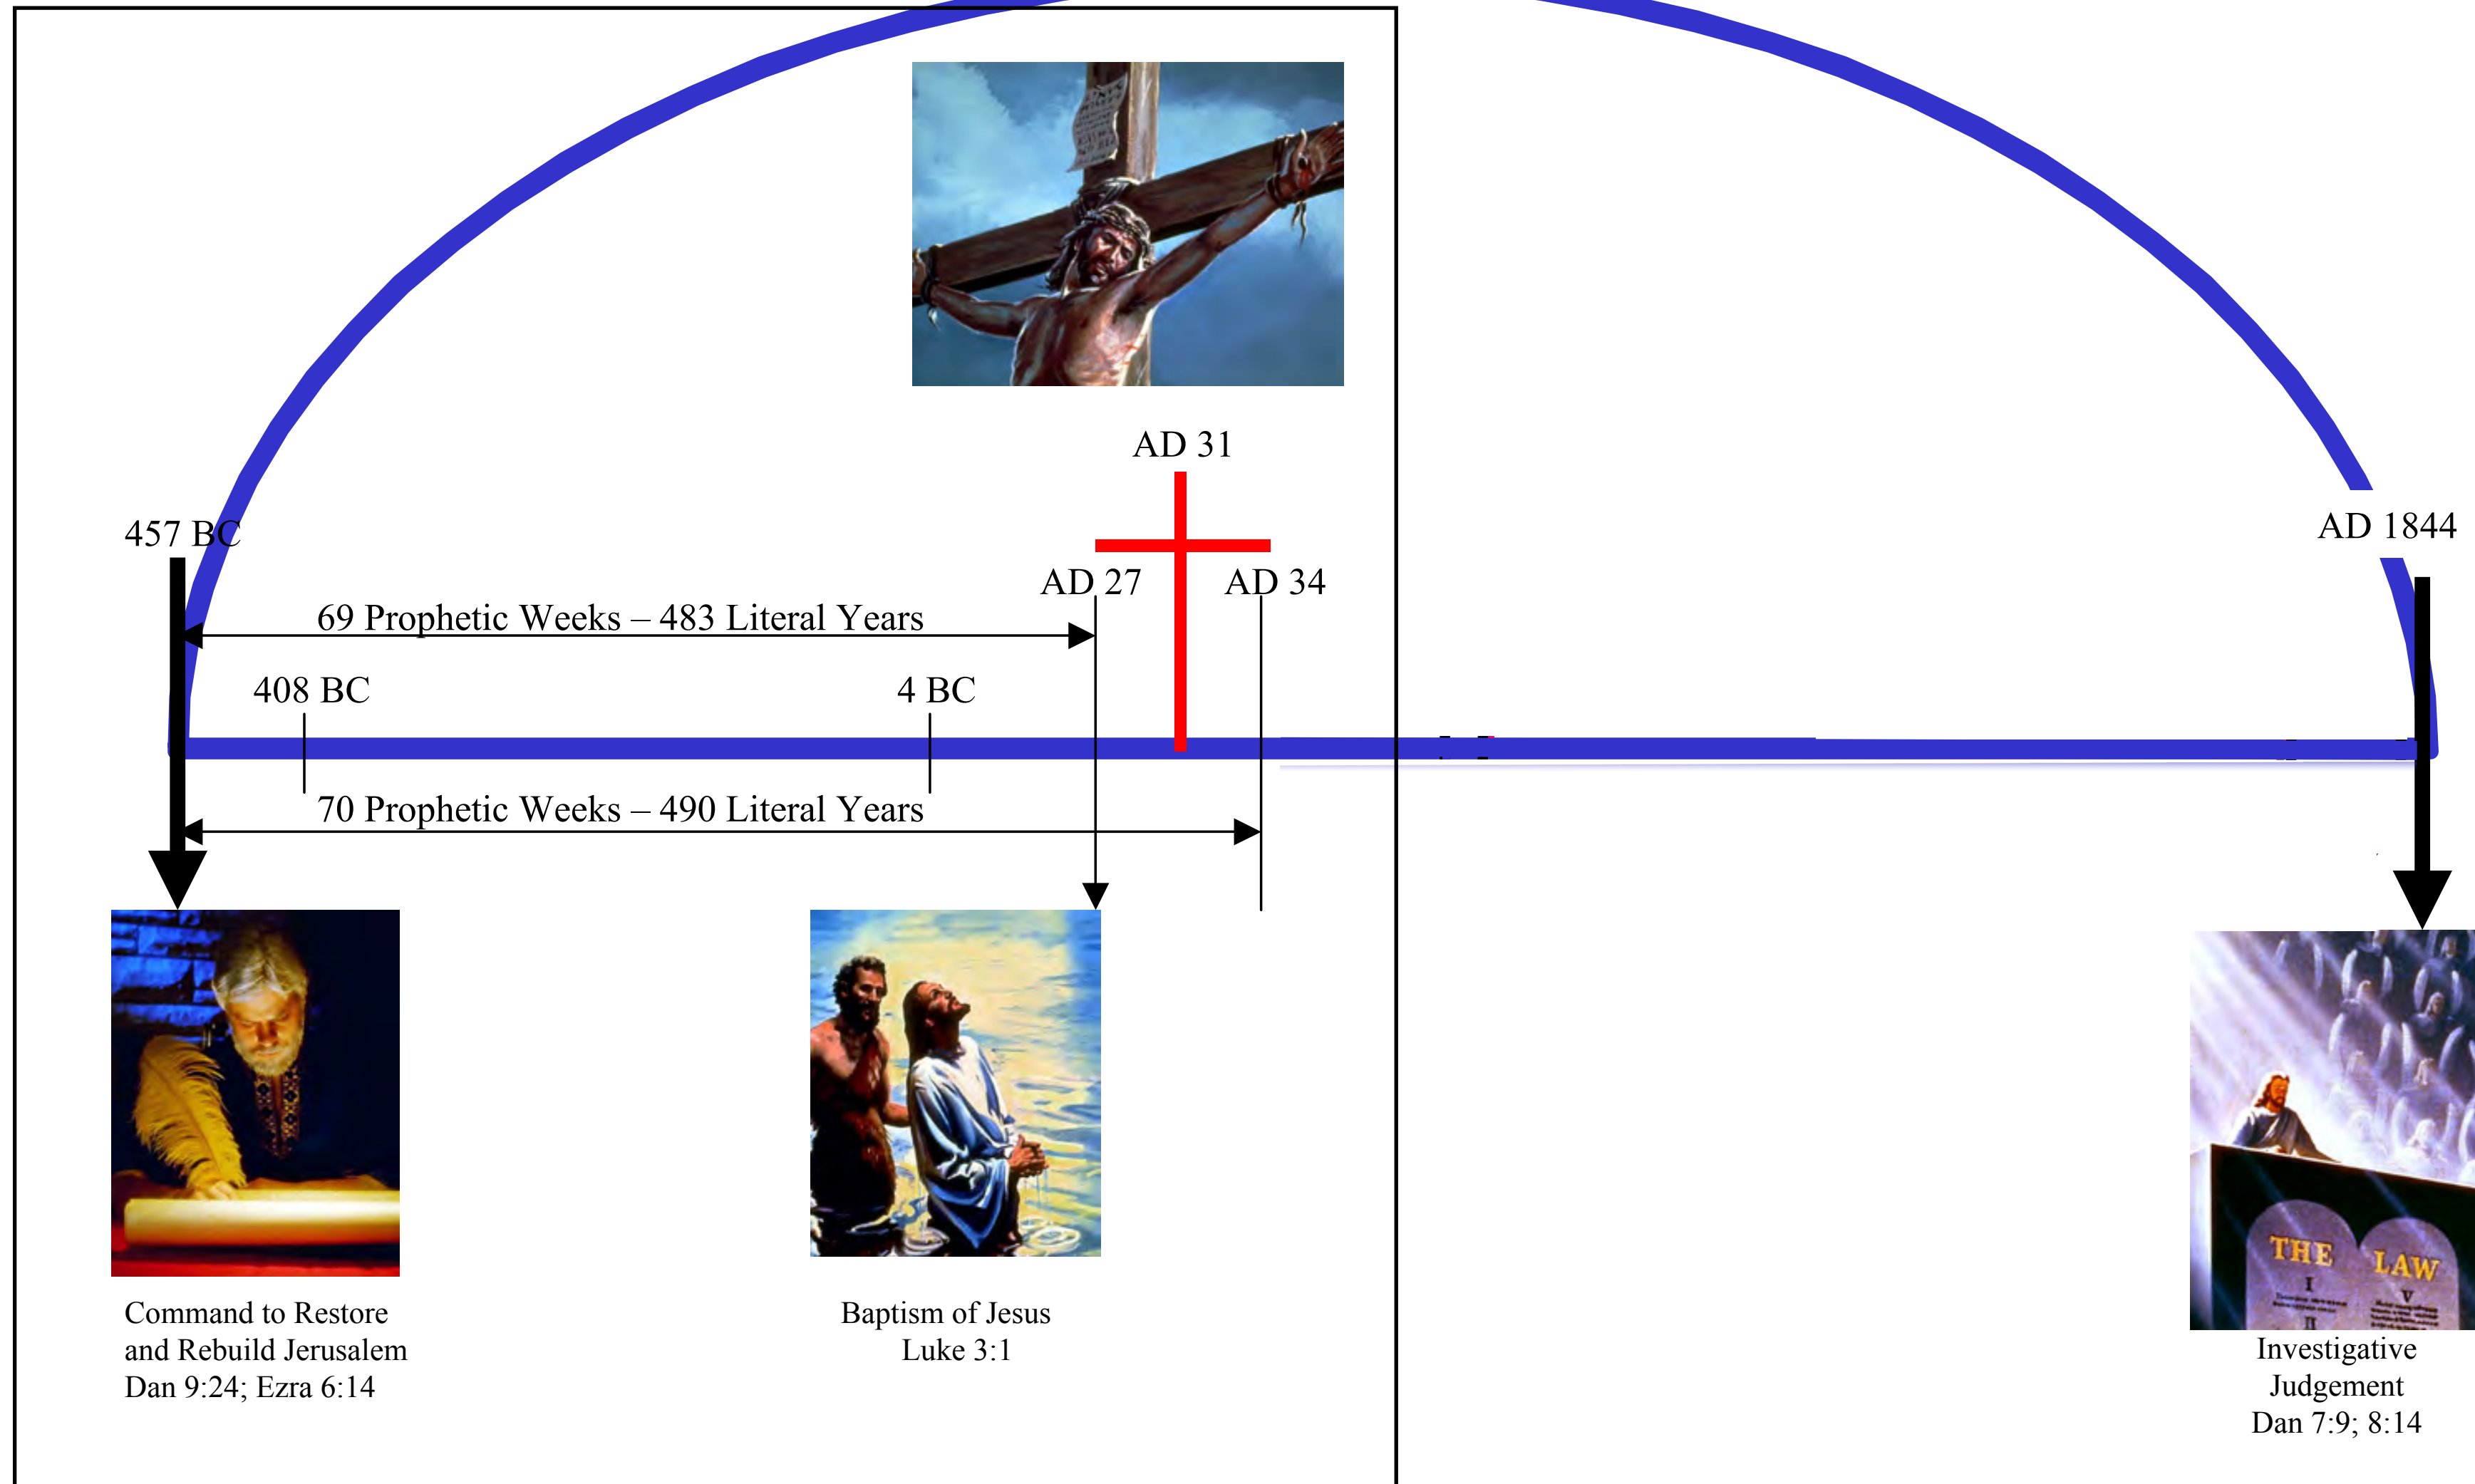 AD 31
457 BC
AD 1844
AD 27
AD 34
69 Prophetic Weeks – 483 Literal Years
408 BC
4 BC
70 Prophetic Weeks – 490 Literal Years
Command to Restore
and Rebuild Jerusalem
Dan 9:24; Ezra 6:14
Baptism of Jesus
Luke 3:1
THE LAW
I V
II
Investigative
Judgement
Dan 7:9; 8:14